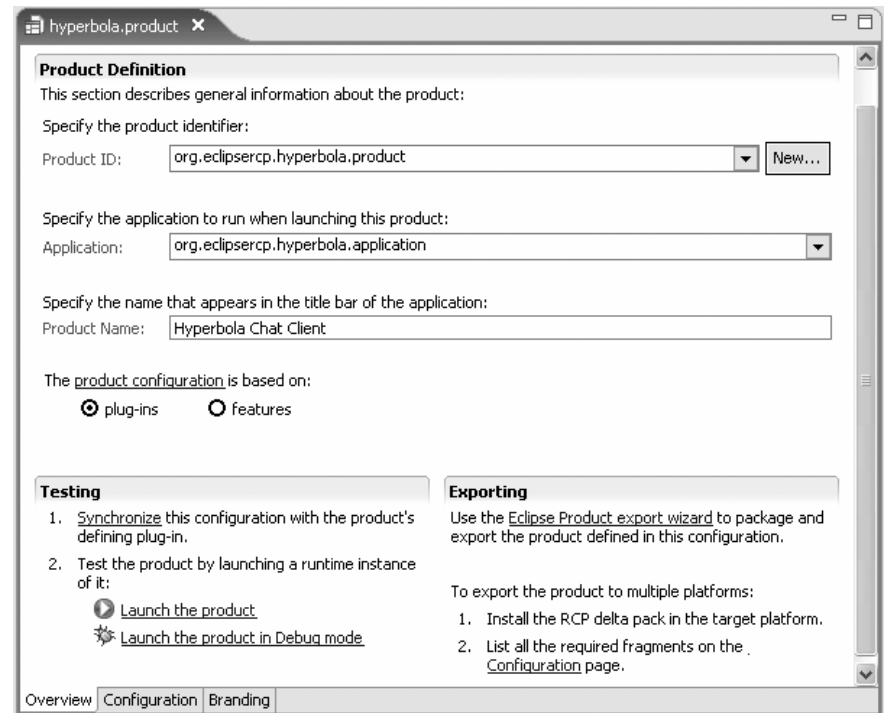 hyperbola.product
Product Definition
This section describes general information about the product:
Specify the product identifier:
Product ID: org.eclipsercp.hyperbola.product New...
Specify the application to run when launching this product:
Application: org.eclipsercp.hyperbola.application
Specify the name that appears in the title bar of the application:
Product Name: Hyperbola Chat Client
The product configuration is based on:
plug-ins features
Testing
1. Synchronize this configuration with the product's
defining plug-in.
2. Test the product by launching a runtime instance
of it:
Launch the product
Launch the product in Debug mode
Exporting
Use the Eclipse Product export wizard to package and
export the product defined in this configuration.
To export the product to multiple platforms:
1. Install the RCP delta pack in the target platform.
2. List all the required fragments on the
Configuration page.
Overview Configuration Branding